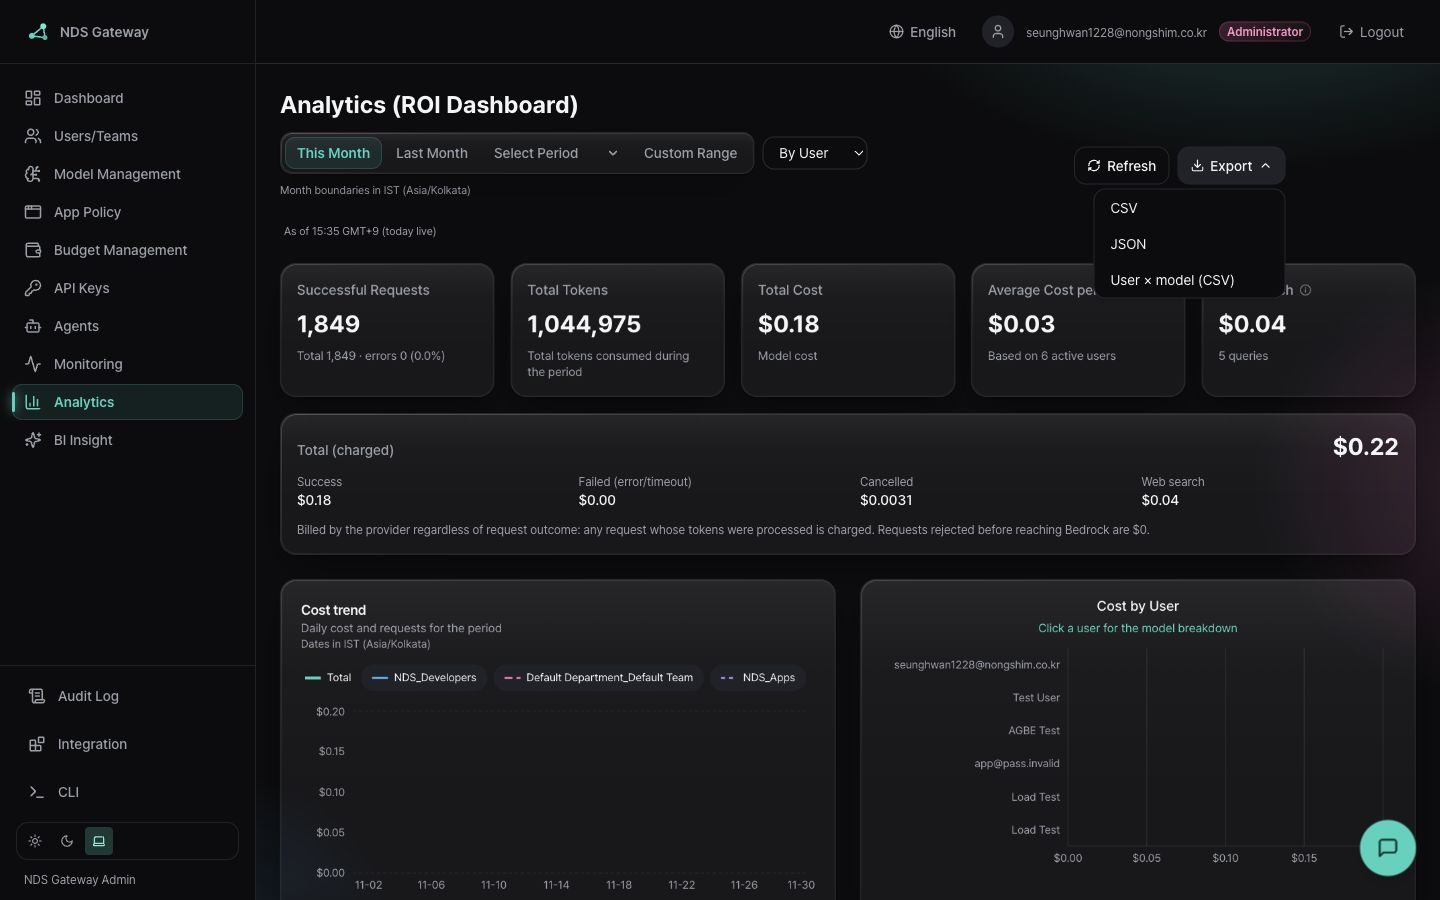 NDS Gateway
English
seunghwan1228@nongshim.co.kr
Administrator
Logout
Dashboard
Users/Teams
Model Management
App Policy
Budget Management
API Keys
Agents
Monitoring
Analytics
BI Insight
Audit Log
Integration
CLI
NDS Gateway Admin
Analytics (ROI Dashboard)
This Month
Last Month
Select Period
Custom Range
By User
Month boundaries in IST (Asia/Kolkata)
Refresh
Export
CSV
JSON
User × model (CSV)
As of 15:35 GMT+9 (today live)
Successful Requests
1,849
Total 1,849 · errors 0 (0.0%)
Total Tokens
1,044,975
Total tokens consumed during
the period
Total Cost
$0.18
Model cost
Average Cost pe
$0.03
Based on 6 active users
ch
$0.04
5 queries
Total (charged)
$0.22
Success
$0.18
Failed (error/timeout)
$0.00
Cancelled
$0.0031
Web search
$0.04
Billed by the provider regardless of request outcome: any request whose tokens were processed is charged. Requests rejected before reaching Bedrock are $0.
Cost trend
Daily cost and requests for the period
Dates in IST (Asia/Kolkata)
Total
NDS_Developers
Default Department_Default Team
NDS_Apps
$0.20
$0.15
$0.10
$0.05
$0.00
11-02
11-06
11-10
11-14
11-18
11-22
11-26
11-30
Cost by User
Click a user for the model breakdown
seunghwan1228@nongshim.co.kr
Test User
AGBE Test
app@pass.invalid
Load Test
Load Test
$0.00
$0.05
$0.10
$0.15